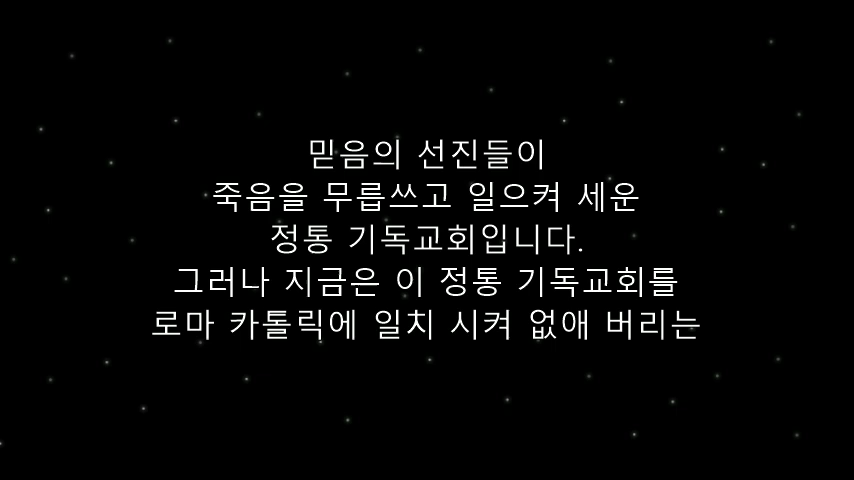 믿음의 선진들이
죽음을 무릅쓰고 일으켜 세운
정통 기독교회입니다.
그러나 지금은 이 정통 기독교회를
로마 카톨릭에 일치 시켜 없애 버리는